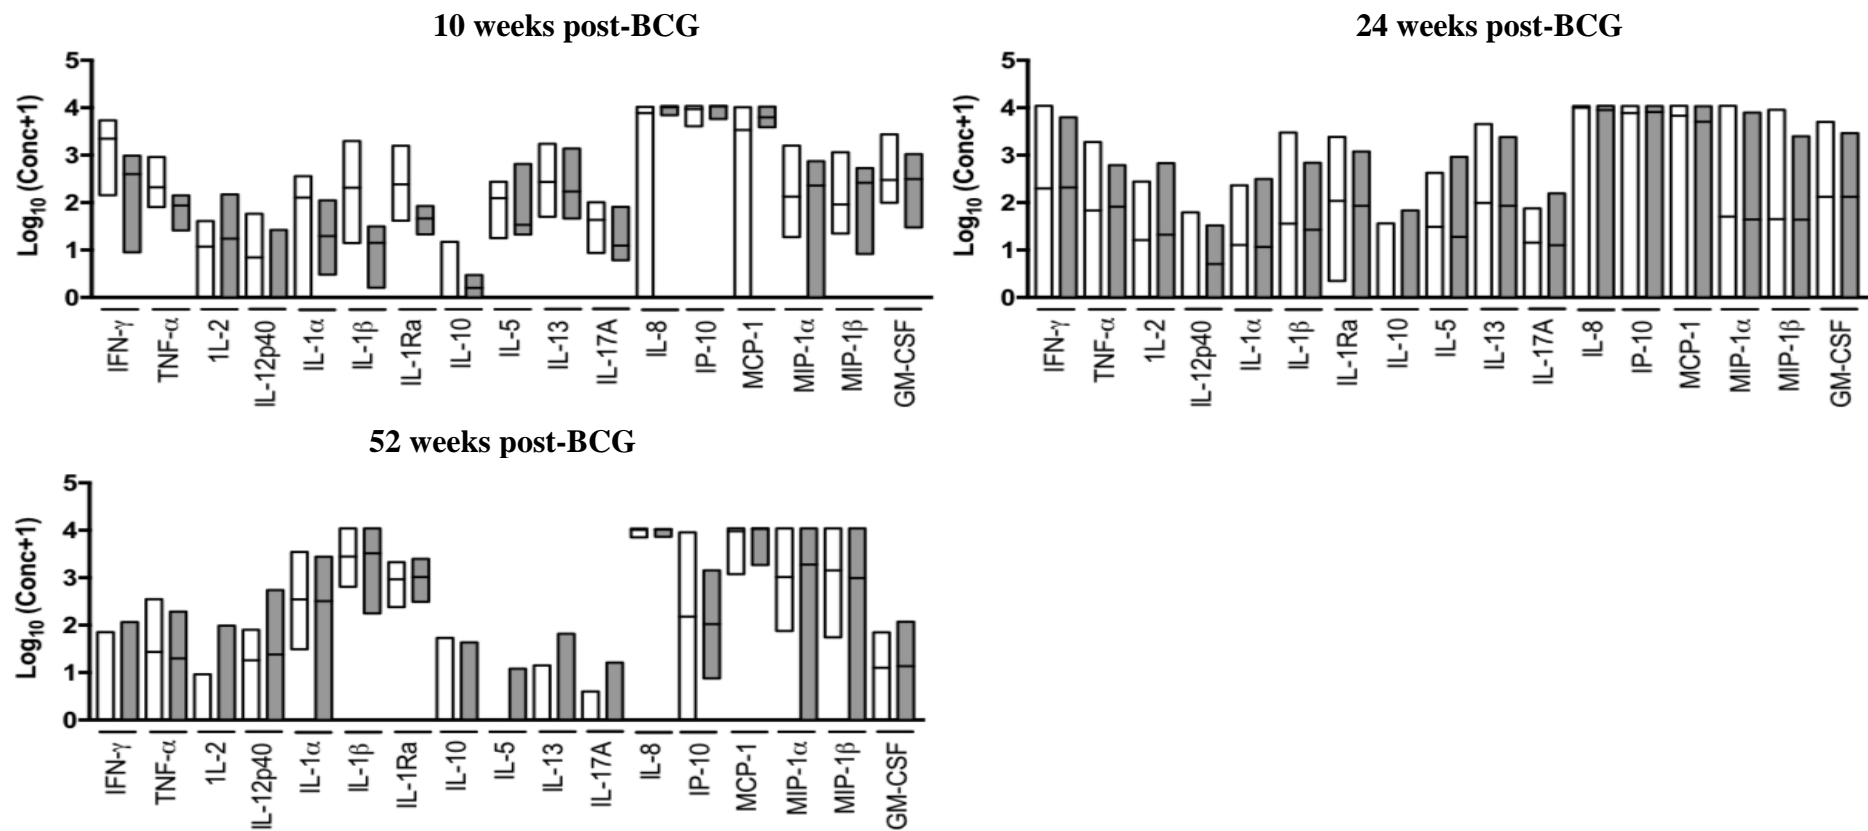 10 weeks post-BCG
5
4
3
2
1
0
Log10 (Conc+1)
IFN-γ
TNF-α
1L-2
IL-12p40
IL-1α
IL-1β
IL-1Ra
IL-10
IL-5
IL-13
IL-17A
IL-8
IP-10
MCP-1
MIP-1α
MIP-1β
GM-CSF
24 weeks post-BCG
5
4
3
2
1
0
Log10 (Conc+1)
IFN-γ
TNF-α
1L-2
IL-12p40
IL-1α
IL-1β
IL-1Ra
IL-10
IL-5
IL-13
IL-17A
IL-8
IP-10
MCP-1
MIP-1α
MIP-1β
GM-CSF
52 weeks post-BCG
5
4
3
2
1
0
Log10 (Conc+1)
IFN-γ
TNF-α
1L-2
IL-12p40
IL-1α
IL-1β
IL-1Ra
IL-10
IL-5
IL-13
IL-17A
IL-8
IP-10
MCP-1
MIP-1α
MIP-1β
GM-CSF